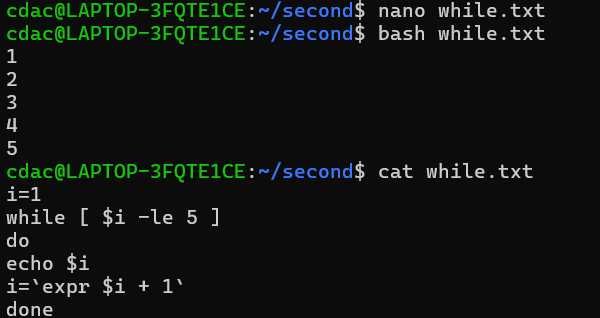 cdac@LAPTOP-3FQTE1CE:~/second$ nano while.txt
cdac@LAPTOP-3FQTE1CE:~/second$ bash while.txt
1
2
3
4
5
cdac@LAPTOP-3FQTE1CE:~/second$ cat while.txt
i=1
while [ $i -le 5 ]
do
echo $i
i=`expr $i + 1`
done